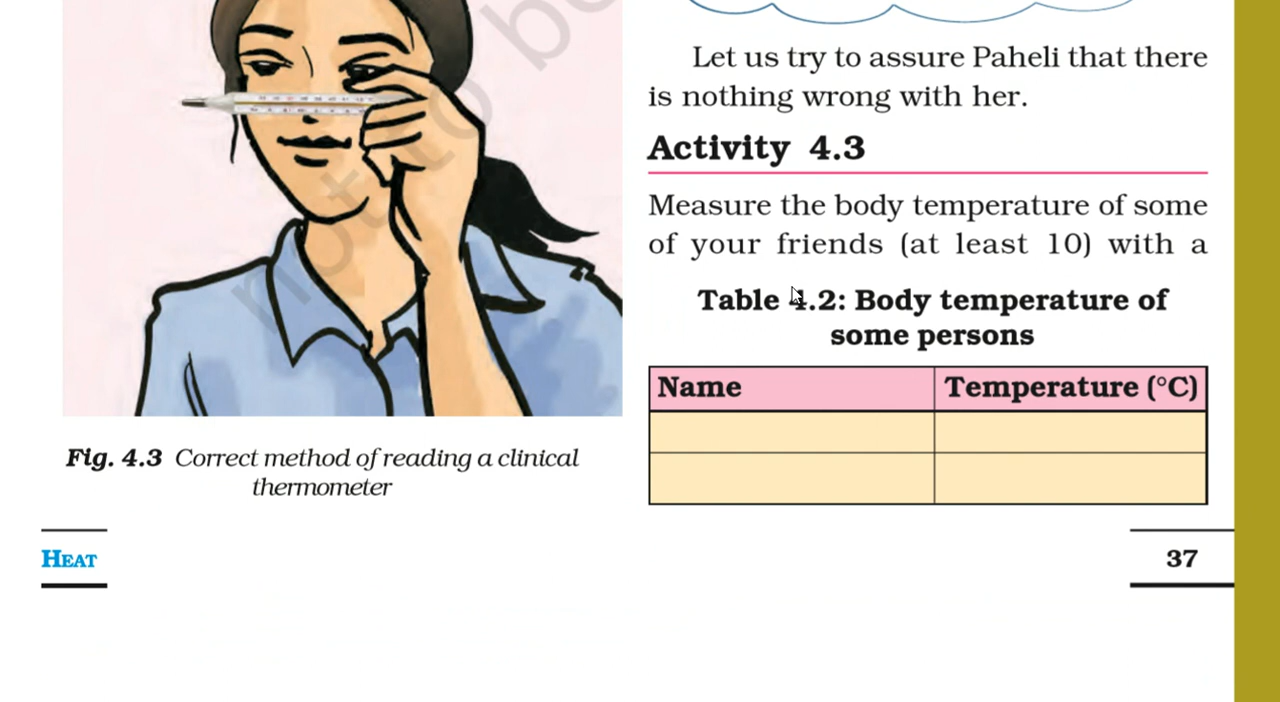 not to b
Fig. 4.3 Correct method of reading a clinical
thermometer
Let us try to assure Paheli that there
is nothing wrong with her.
Activity 4.3
Measure the body temperature of some
of your friends (at least 10) with a
Table 4.2: Body temperature of
some persons
Name Temperature (°C)
HEAT
37